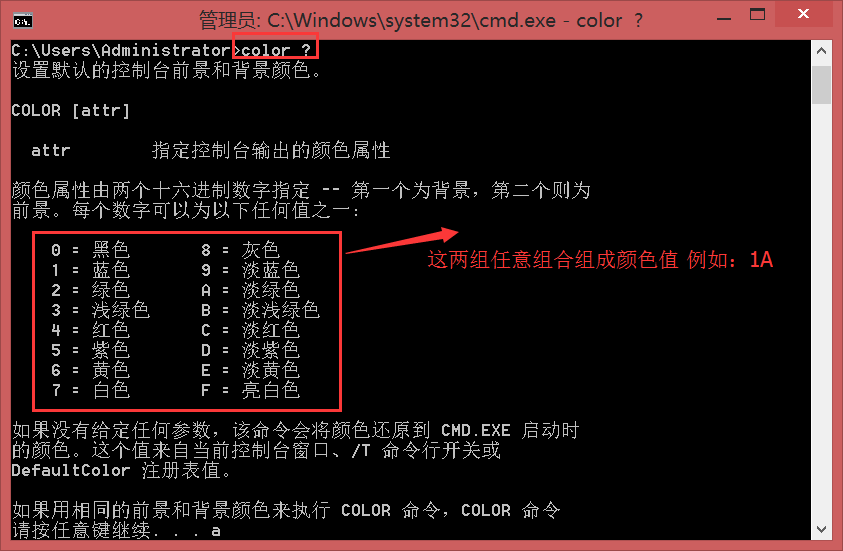 管理员: C:\Windows\system32\cmd.exe - color  ?
C:\Users\Administrator>color ?
设置默认的控制台前景和背景颜色。
COLOR [attr]
attr        指定控制台输出的颜色属性
颜色属性由两个十六进制数字指定 -- 第一个为背景，第二个则为
前景。每个数字可以为以下任何值之一:
0 = 黑色       8 = 灰色
1 = 蓝色       9 = 淡蓝色
2 = 绿色       A = 淡绿色
3 = 浅绿色     B = 淡浅绿色
4 = 红色       C = 淡红色
5 = 紫色       D = 淡紫色
6 = 黄色       E = 淡黄色
7 = 白色       F = 亮白色
这两组任意组合组成颜色值 例如：1A
如果没有给定任何参数，该命令会将颜色还原到 CMD.EXE 启动时
的颜色。这个值来自当前控制台窗口、/T 命令行开关或
DefaultColor 注册表值。
如果用相同的前景和背景颜色来执行 COLOR 命令，COLOR 命令
请按任意键继续. . . a